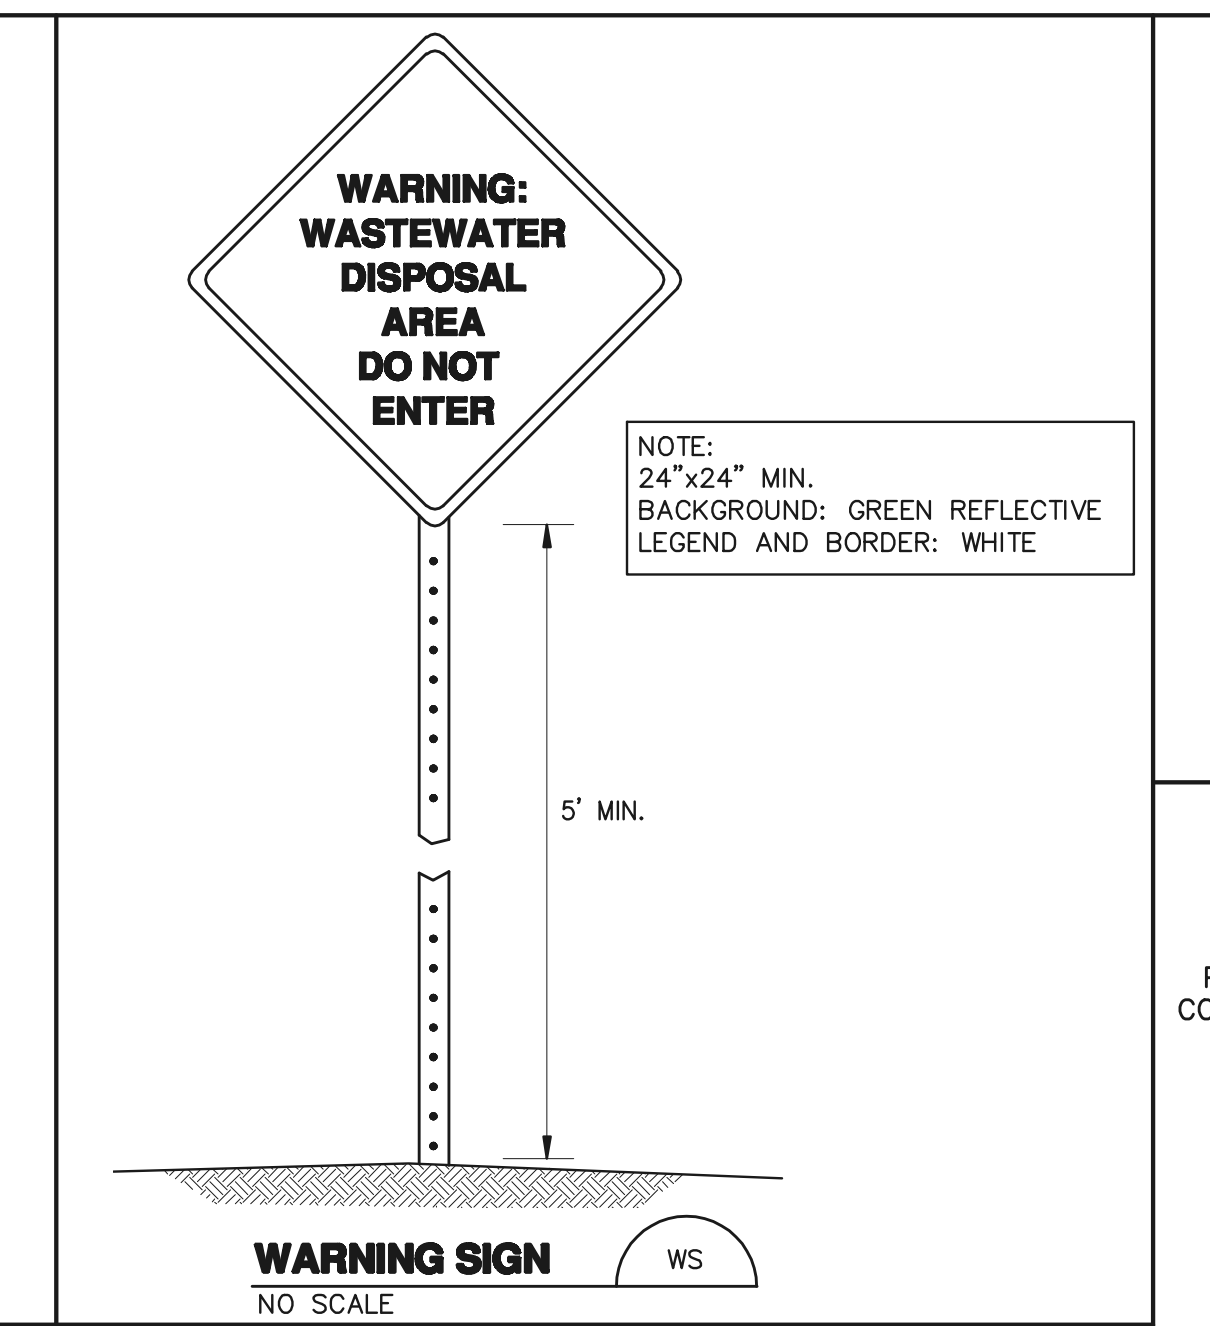 WARNING:
WASTEWATER
DISPOSAL
AREA
DO NOT
ENTER
NOTE:
24”x24” MIN.
BACKGROUND: GREEN REFLECTIVE
LEGEND AND BORDER: WHITE
5’ MIN.
CO
WARNING SIGN
WS
NO SCALE